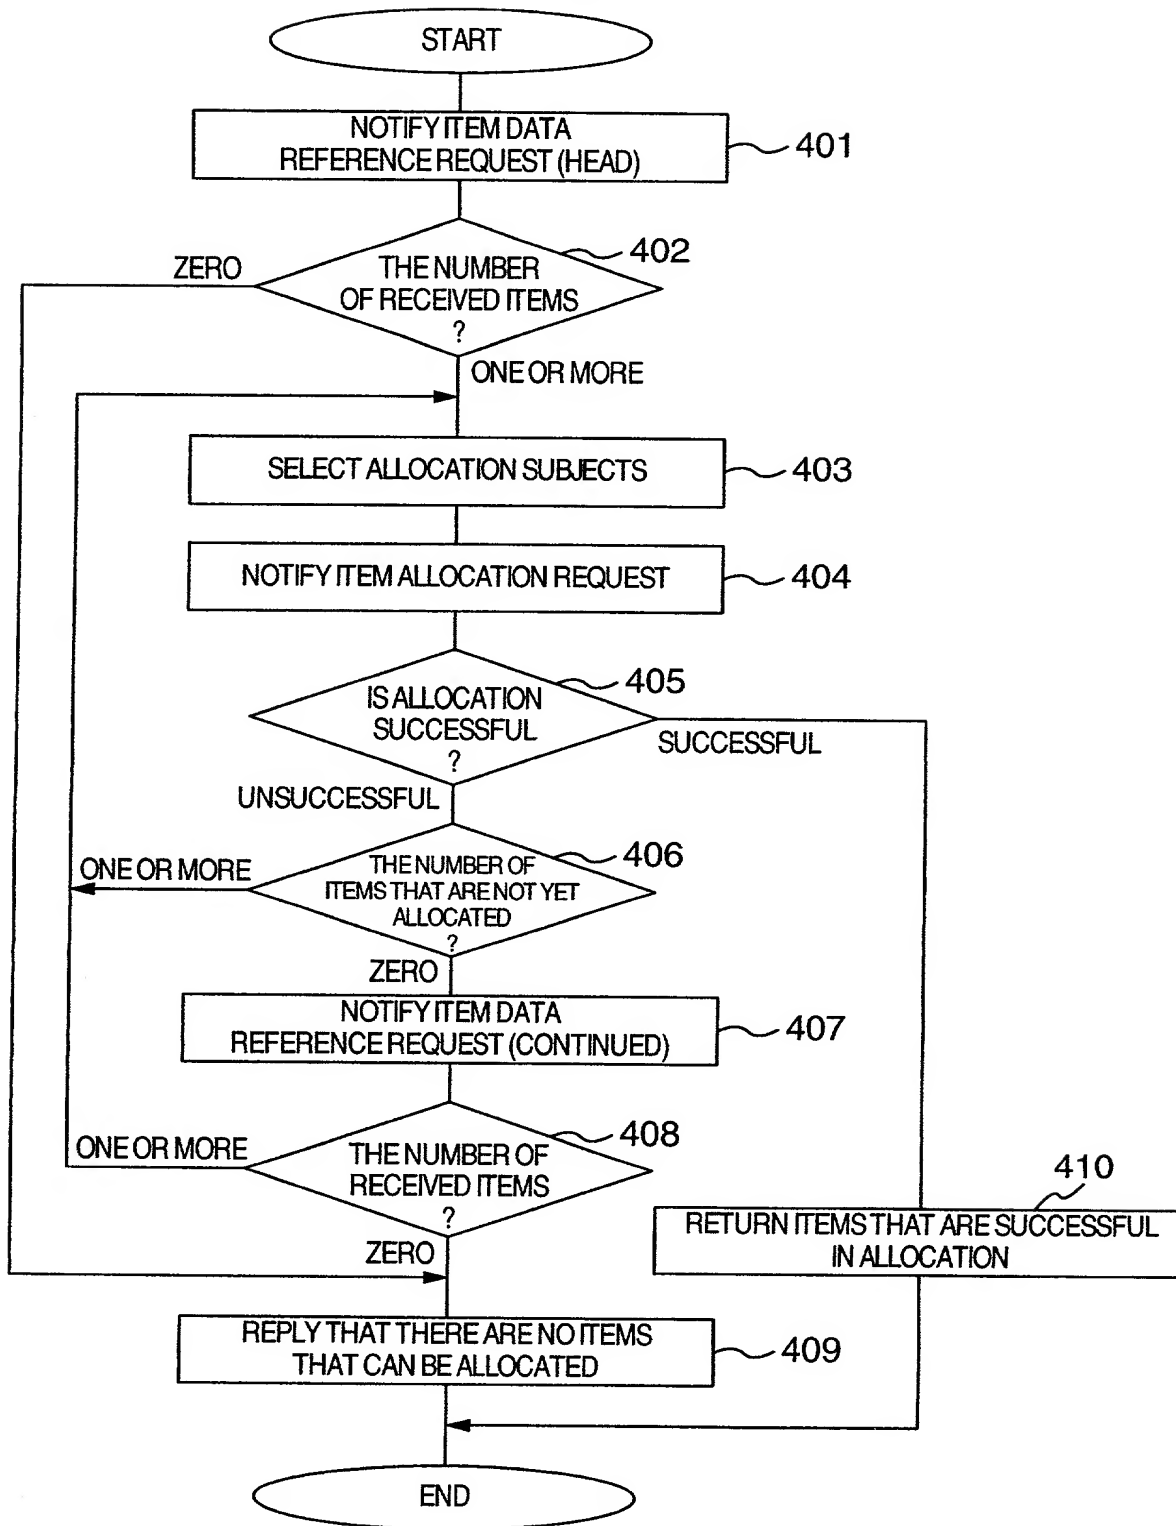 START
NOTIFY ITEM DATA
REFERENCE REQUEST (HEAD)
401
402
ZERO
THE NUMBER
OF RECEIVED ITEMS
?
ONE OR MORE
SELECT ALLOCATION SUBJECTS
403
NOTIFY ITEM ALLOCATION REQUEST
404
405
IS ALLOCATION
SUCCESSFUL
?
SUCCESSFUL
UNSUCCESSFUL
406
ONE OR MORE
THE NUMBER OF
ITEMS THAT ARE NOT YET
ALLOCATED
?
ZERO
NOTIFY ITEM DATA
REFERENCE REQUEST (CONTINUED)
407
408
ONE OR MORE
THE NUMBER OF
RECEIVED ITEMS
?
ZERO
410
RETURN ITEMS THAT ARE SUCCESSFUL
IN ALLOCATION
REPLY THAT THERE ARE NO ITEMS
THAT CAN BE ALLOCATED
409
END